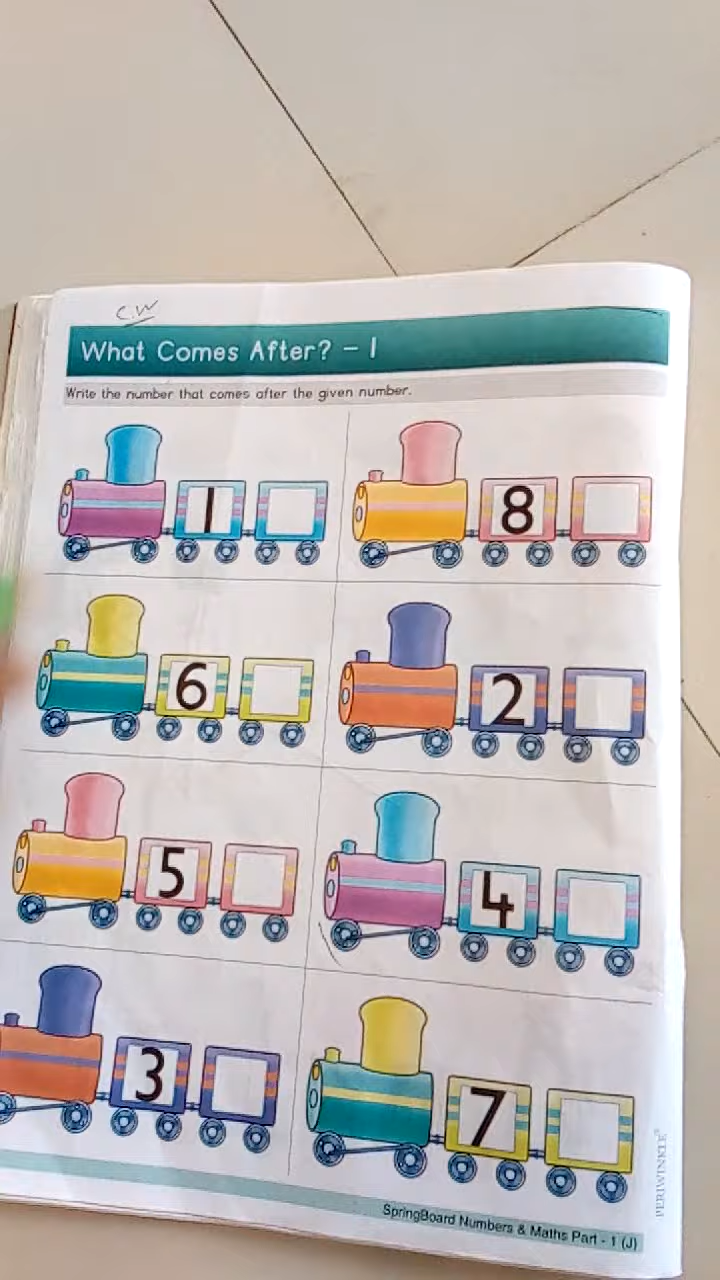 C.W
What Comes After? - 1
Write the number that comes after the given number.
1
8
6
2
5
4
3
7
SpringBoard Numbers & Maths Part - 1 (J)
PERIWINKLE®